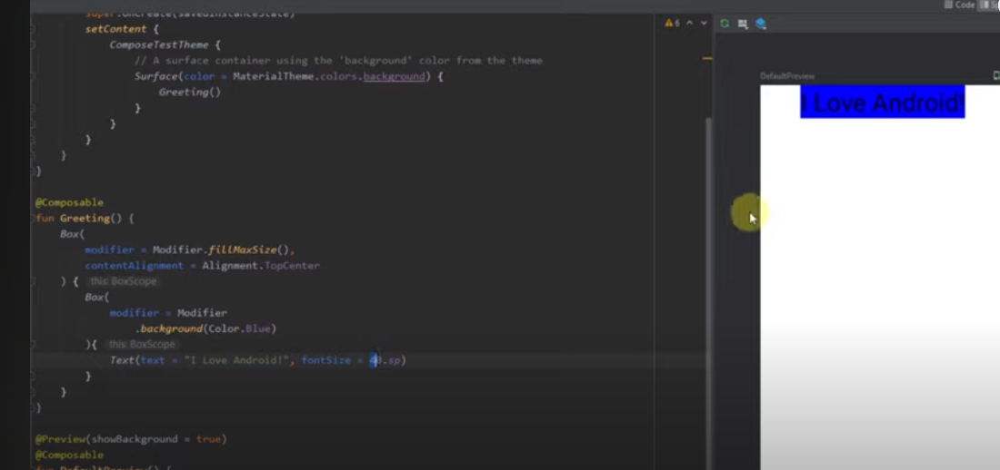 Code
super.onCreate(savedInstanceState)
6
setContent {
ComposeTestTheme {
// A surface container using the 'background' color from the theme
Surface(color = MaterialTheme.colors.background) {
Greeting()
}
}
}
}
}
DefaultPreview
I Love Android!
@Composable
fun Greeting() {
Box(
modifier = Modifier.fillMaxSize(),
contentAlignment = Alignment.TopCenter
) { this: BoxScope
Box(
modifier = Modifier
.background(Color.Blue)
){ this: BoxScope
Text(text = "I Love Android!", fontSize = 40.sp)
}
}
}
@Preview(showBackground = true)
@Composable
fun DefaultPreview() {